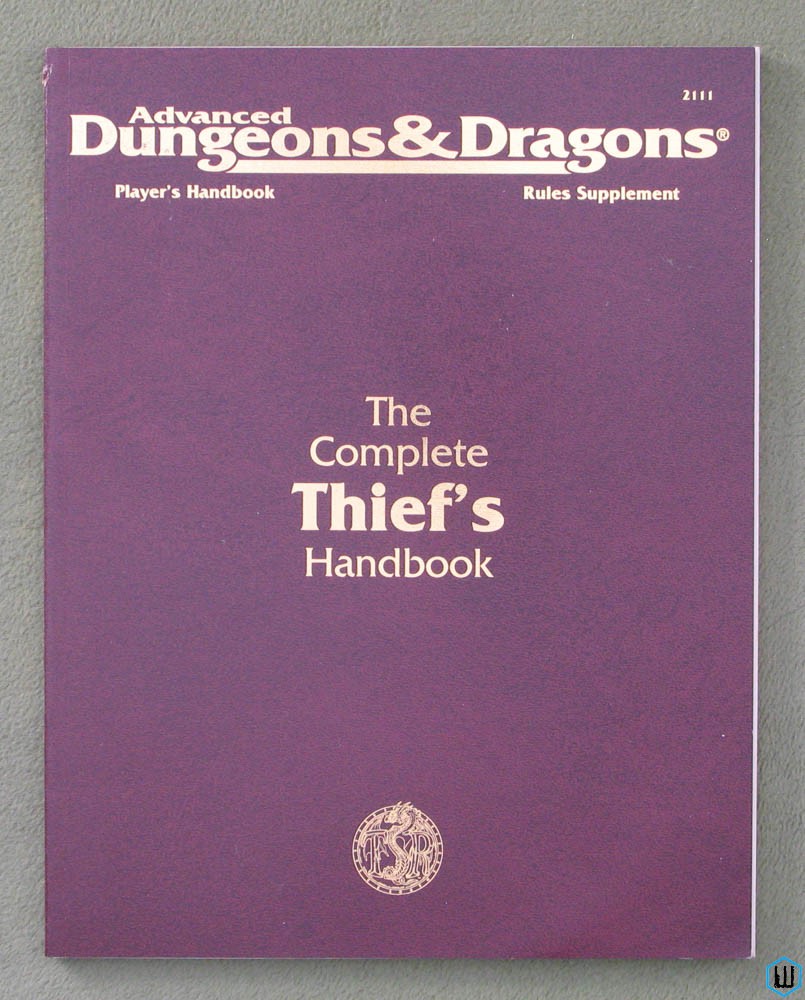 2111
Advanced
Dungeons & Dragons®
Player's Handbook
Rules Supplement
The
Complete
Thief's
Handbook
TSR
W